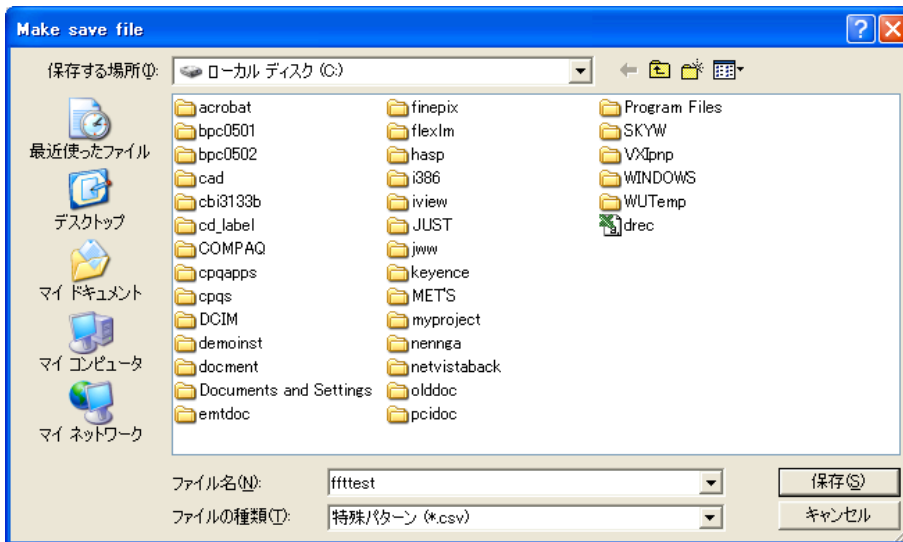 Make save file
保存する場所(I):
ローカル ディスク (C:)
最近使ったファイル
デスクトップ
マイ ドキュメント
マイ コンピュータ
マイ ネットワーク
acrobat
bpc0501
bpc0502
cad
cbi3133b
cd_label
COMPAQ
cpqapps
cpqs
DCIM
demoinst
docment
Documents and Settings
emtdoc
finepix
flexlm
hasp
i386
iview
JUST
jww
keyence
MET'S
myproject
nennga
netvistaback
olddoc
pcidoc
Program Files
SKYW
VXIpnp
WINDOWS
WUTemp
drec
ファイル名(N):
ffttest
保存(S)
ファイルの種類(T):
特殊パターン (*.csv)
キャンセル